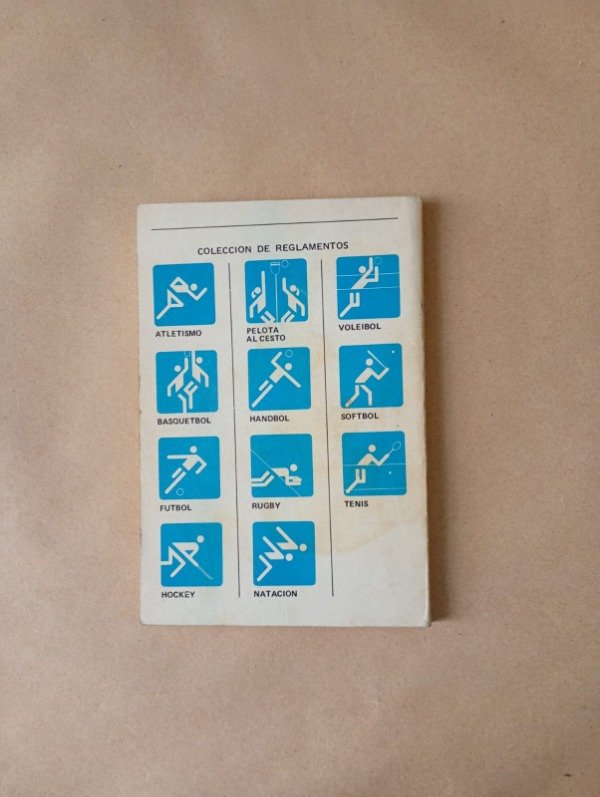 COLECCION DE REGLAMENTOS
ATLETISMO
PELOTA
AL CESTO
VOLEIBOL
BASQUETBOL
HANDBOL
SOFTBOL
FUTBOL
RUGBY
TENIS
HOCKEY
NATACION